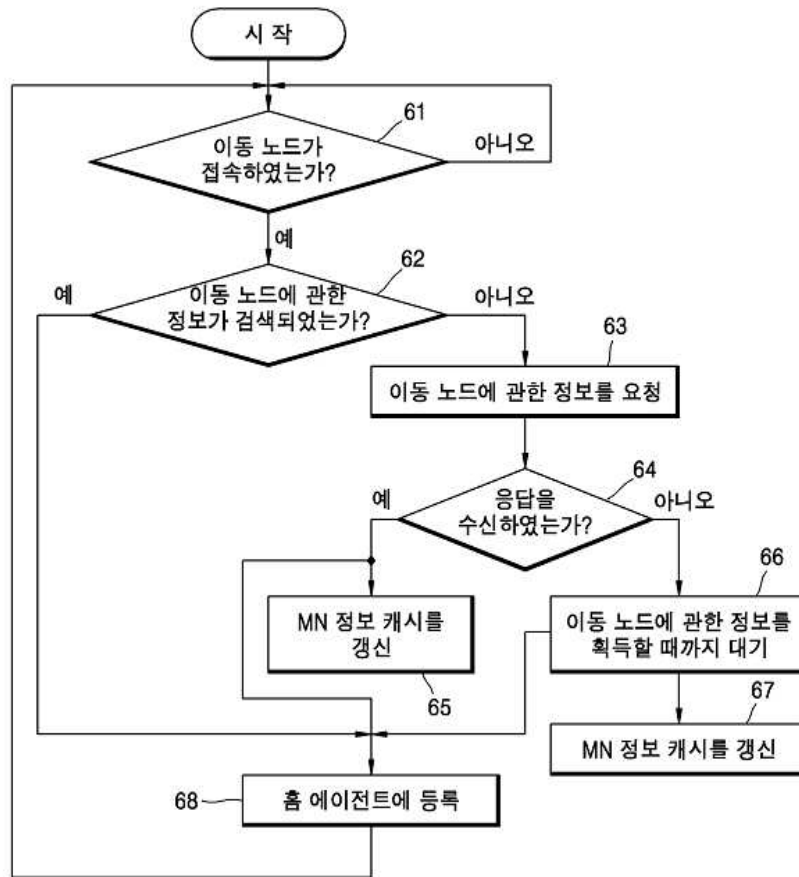 시 작
61
이동 노드가
접속하였는가?
아니오
예
62
예
이동 노드에 관한
정보가 검색되었는가?
아니오
63
이동 노드에 관한 정보를 요청
64
예
응답을
수신하였는가?
아니오
66
MN 정보 캐시를
갱신
65
이동 노드에 관한 정보를
획득할 때까지 대기
67
MN 정보 캐시를 갱신
68
홈 에이전트에 등록